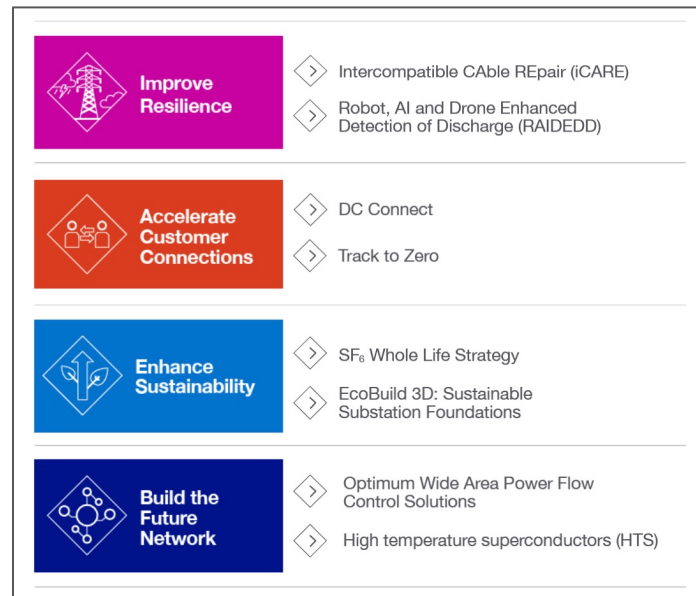 Improve
Resilience
Intercompatible CAble REpair (iCARE)
Robot, AI and Drone Enhanced
Detection of Discharge (RAIDEDD)
Accelerate
Customer
Connections
DC Connect
Track to Zero
Enhance
Sustainability
SF₆ Whole Life Strategy
EcoBuild 3D: Sustainable
Substation Foundations
Build the
Future
Network
Optimum Wide Area Power Flow
Control Solutions
High temperature superconductors (HTS)